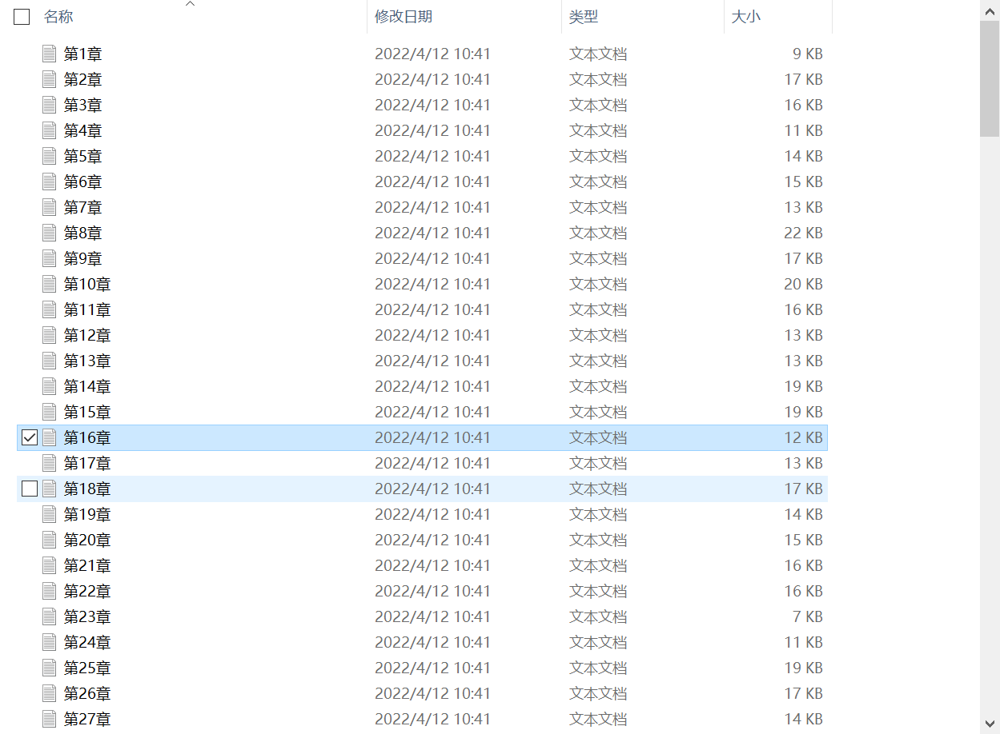 名称 修改日期 类型 大小
第1章 2022/4/12 10:41 文本文档 9 KB
第2章 2022/4/12 10:41 文本文档 17 KB
第3章 2022/4/12 10:41 文本文档 16 KB
第4章 2022/4/12 10:41 文本文档 11 KB
第5章 2022/4/12 10:41 文本文档 14 KB
第6章 2022/4/12 10:41 文本文档 15 KB
第7章 2022/4/12 10:41 文本文档 13 KB
第8章 2022/4/12 10:41 文本文档 22 KB
第9章 2022/4/12 10:41 文本文档 17 KB
第10章 2022/4/12 10:41 文本文档 20 KB
第11章 2022/4/12 10:41 文本文档 16 KB
第12章 2022/4/12 10:41 文本文档 13 KB
第13章 2022/4/12 10:41 文本文档 13 KB
第14章 2022/4/12 10:41 文本文档 19 KB
第15章 2022/4/12 10:41 文本文档 19 KB
第16章 2022/4/12 10:41 文本文档 12 KB
第17章 2022/4/12 10:41 文本文档 13 KB
第18章 2022/4/12 10:41 文本文档 17 KB
第19章 2022/4/12 10:41 文本文档 14 KB
第20章 2022/4/12 10:41 文本文档 15 KB
第21章 2022/4/12 10:41 文本文档 16 KB
第22章 2022/4/12 10:41 文本文档 16 KB
第23章 2022/4/12 10:41 文本文档 7 KB
第24章 2022/4/12 10:41 文本文档 11 KB
第25章 2022/4/12 10:41 文本文档 19 KB
第26章 2022/4/12 10:41 文本文档 17 KB
第27章 2022/4/12 10:41 文本文档 14 KB